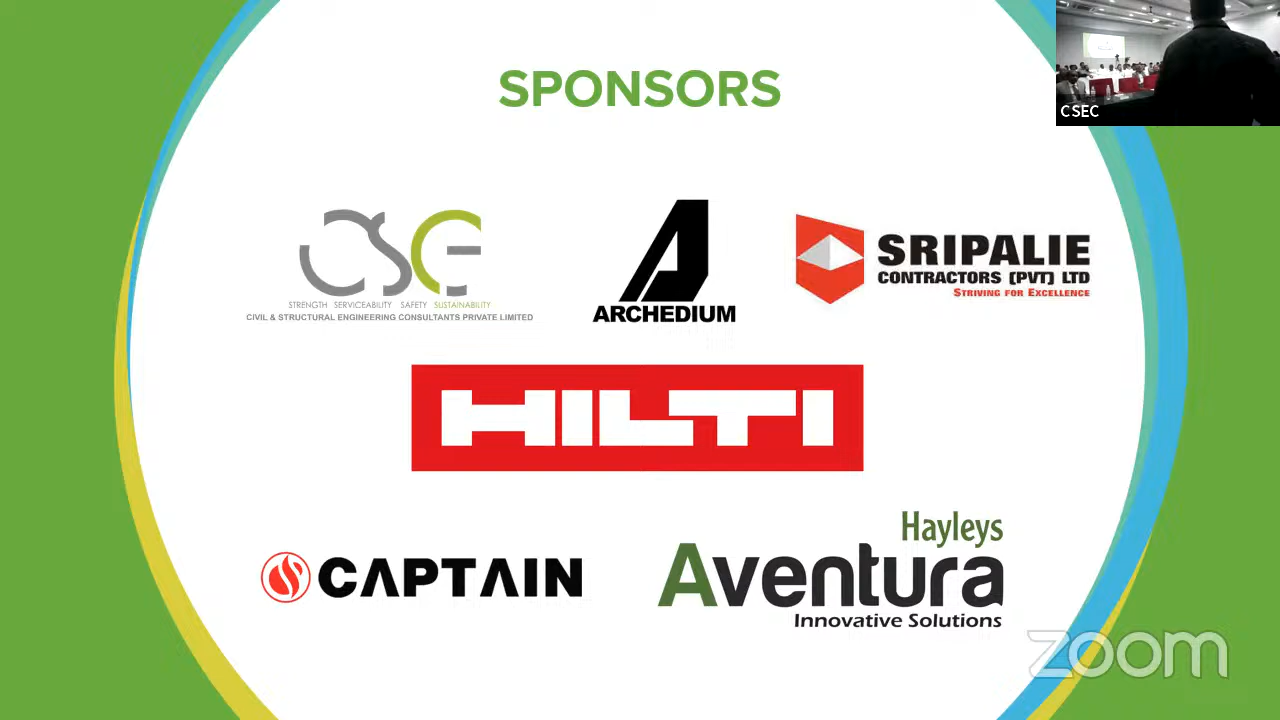 SPONSORS
CSEC
CSE
STRENGTH SERVICEABILITY SAFETY SUSTAINABILITY
CIVIL & STRUCTURAL ENGINEERING CONSULTANTS PRIVATE LIMITED
ARCHEDIUM
SRIPALIE
CONTRACTORS (PVT) LTD
STRIVING FOR EXCELLENCE
HILTI
CAPTAIN
Hayleys
Aventura
Innovative Solutions
zoom